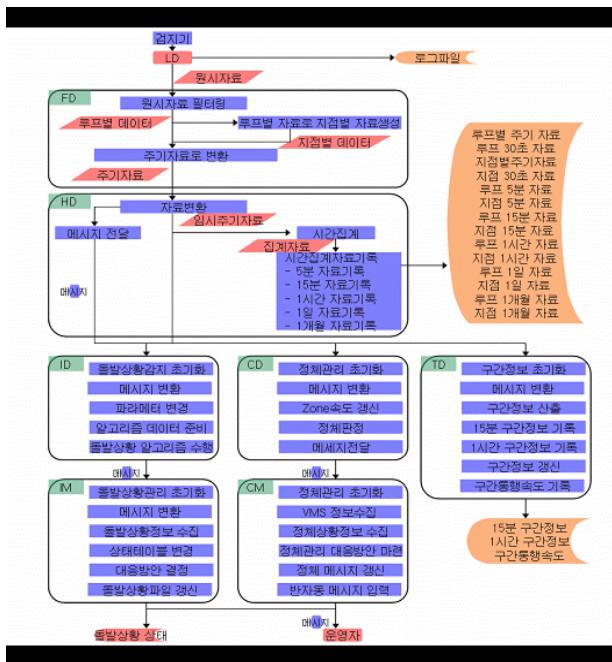 검지기
LD
로그파일
원시자료
FD
원시자료 필터링
루프별 데이터
루프별 자료로 지점별 자료생성
지점별 데이터
주기자료로 변환
주기자료
HD
자료변환
임시주기자료
메시지 전달
시간집계
집계자료
시간집계자료기록
- 5분 자료기록
- 15분 자료기록
- 1시간 자료기록
- 1일 자료기록
- 1개월 자료기록
메시지
루프별 주기 자료
루프 30초 자료
지점별주기자료
지점 30초 자료
루프 5분 자료
지점 5분 자료
루프 15분 자료
지점 15분 자료
루프 1시간 자료
지점 1시간 자료
루프 1일 자료
지점 1일 자료
루프 1개월 자료
지점 1개월 자료
ID
돌발상황감지 초기화
메시지 변환
파라메터 변경
알고리즘 데이터 준비
돌발상황 알고리즘 수행
CD
정체관리 초기화
메시지 변환
Zone속도 갱신
정체판정
메세지전달
TD
구간정보 초기화
메시지 변환
구간정보 산출
15분 구간정보 기록
1시간 구간정보 기록
구간정보 갱신
구간통행속도 기록
메시지
메시지
IM
돌발상황관리 초기화
메시지 변환
돌발상황정보 수집
상태테이블 변경
대응방안 결정
돌발상황파일 갱신
CM
정체관리 초기화
VMS 정보수집
정체상황정보 수집
정체관리 대응방안 마련
정체 메시지 갱신
반자동 메시지 입력
15분 구간정보
1시간 구간정보
구간통행속도
메시지
돌발상황 상태
운영자